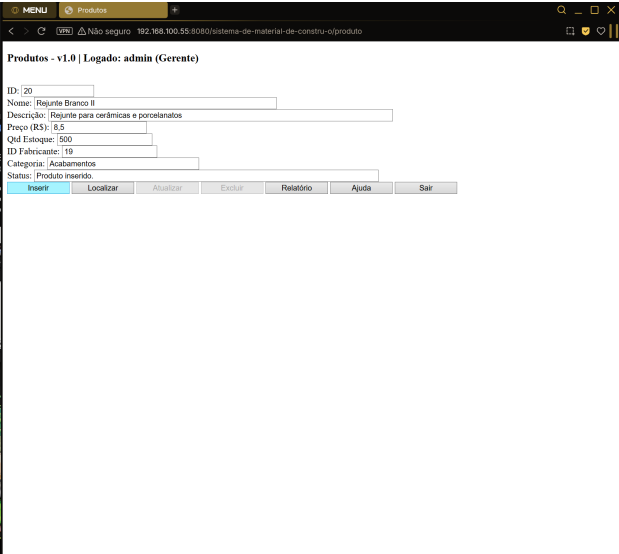 MENU Produtos
VPN Não seguro 192.168.100.55:8080/sistema-de-material-de-constru-o/produto
Produtos - v1.0 | Logado: admin (Gerente)
ID: 20
Nome: Rejunte Branco II
Descrição: Rejunte para cerâmicas e porcelanatos
Preço (R$): 8,5
Qtd Estoque: 500
ID Fabricante: 19
Categoria: Acabamentos
Status: Produto inserido.
Inserir Localizar Atualizar Excluir Relatório Ajuda Sair